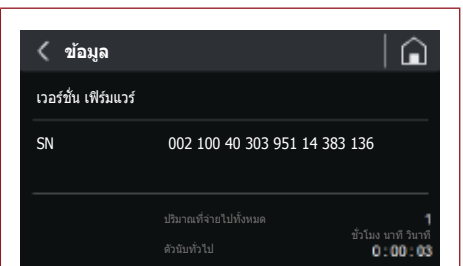 ข้อมูล
เวอร์ชั่น เฟิร์มแวร์
SN 002 100 40 303 951 14 383 136
ปริมาณที่จ่ายไปทั้งหมด 1
ชั่วโมง นาที วินาที
ตัวนับทั่วไป 0:00:03